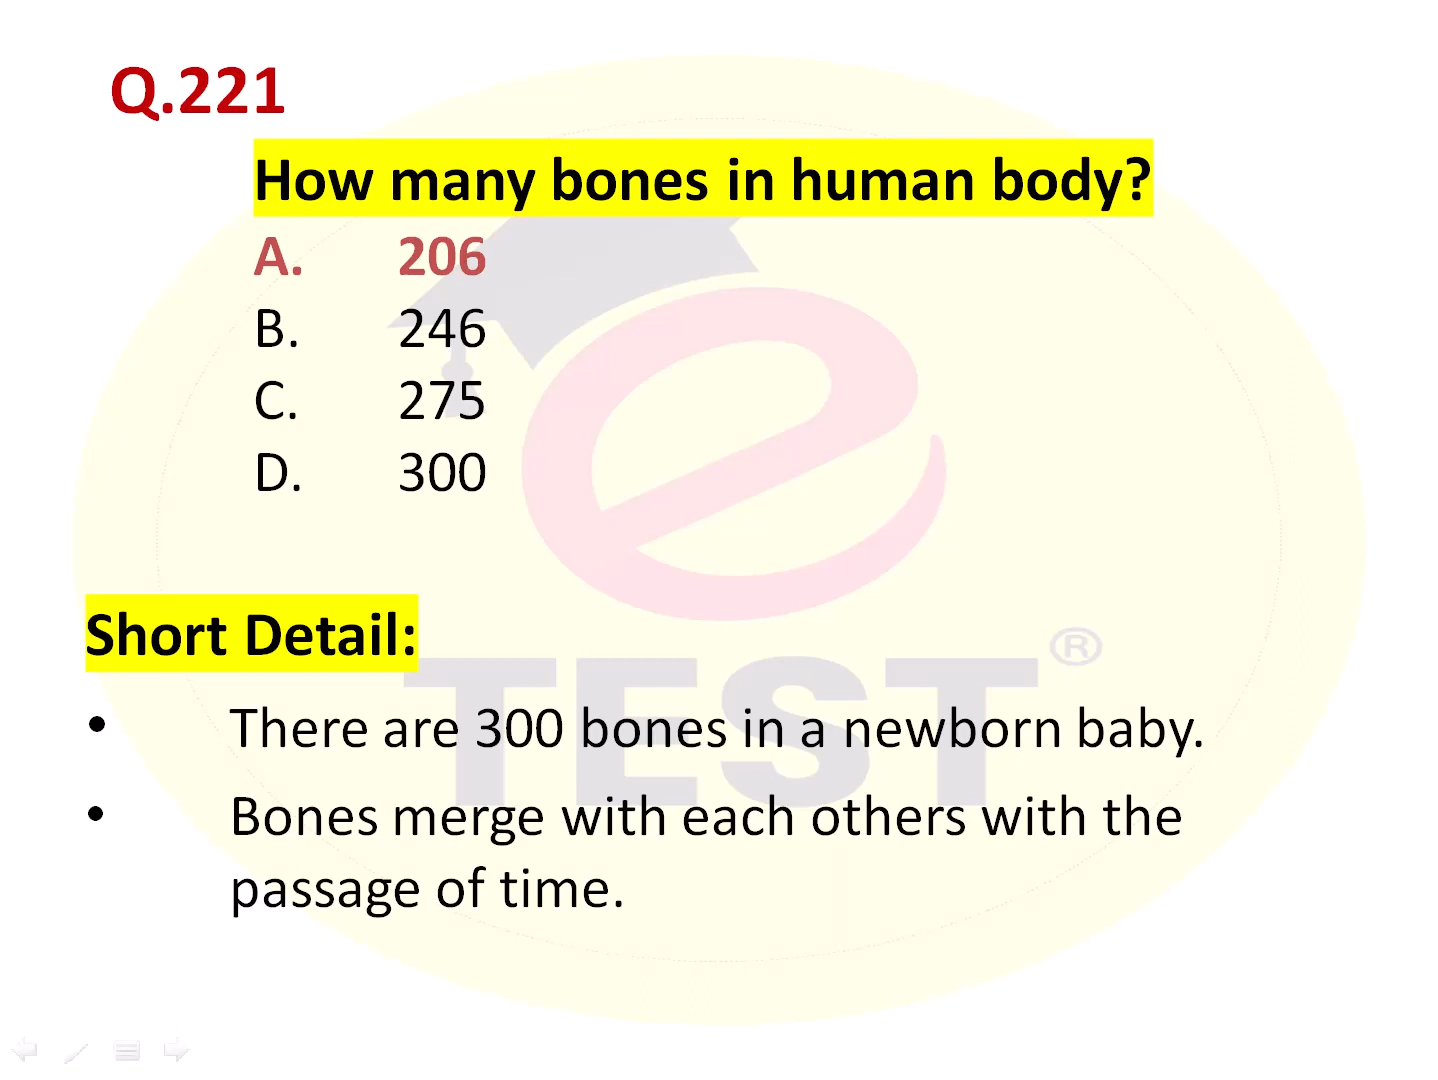 Q.221
How many bones in human body?
A. 206
B. 246
C. 275
D. 300
Short Detail:
• There are 300 bones in a newborn baby.
• Bones merge with each others with the
passage of time.
e
TEST ®